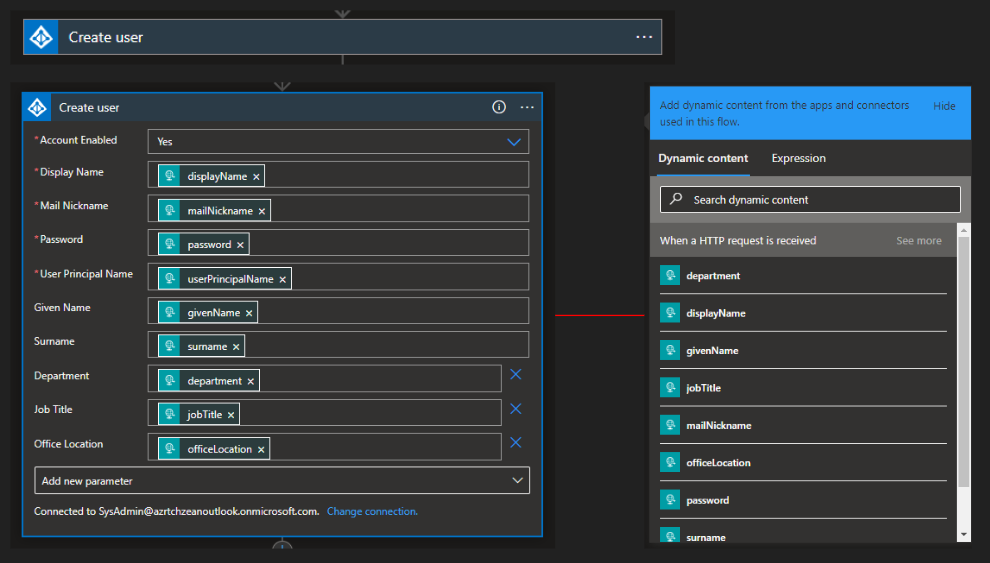 Create user
Create user
*Account Enabled Yes
*Display Name displayName
*Mail Nickname mailNickname
*Password password
*User Principal Name userPrincipalName
Given Name givenName
Surname surname
Department department
Job Title jobTitle
Office Location officeLocation
Add new parameter
Connected to SysAdmin@azrtchzeanoutlook.onmicrosoft.com. Change connection.
Add dynamic content from the apps and connectors
used in this flow.
Hide
Dynamic content Expression
Search dynamic content
When a HTTP request is received See more
department
displayName
givenName
jobTitle
mailNickname
officeLocation
password
surname